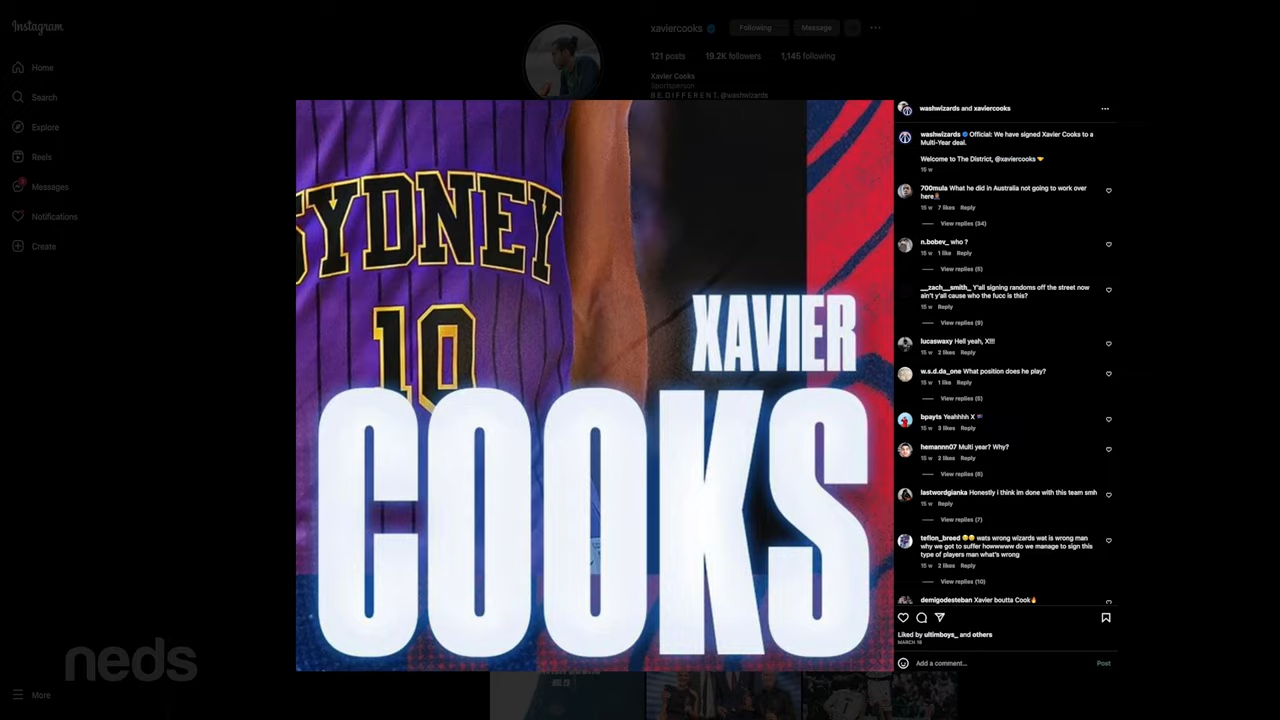 Instagram
Home
Search
Explore
Reels
Messages
Notifications
Create
More
neds
xaviercooks
Following
Message
121 posts
19.2K followers
1,145 following
Xavier Cooks
Sportsperson
B.E. D.I.F.F.E.R.E.N.T. @washwizards
SYDNEY
10
XAVIER
COOKS
washwizards and xaviercooks
washwizards Official: We have signed Xavier Cooks to a
Multi-Year deal.
Welcome to The District, @xaviercooks 🤝
15 w
700mula What he did in Australia not going to work over
here
15 w 7 likes Reply
View replies (34)
n.bobev_ who ?
15 w 1 like Reply
View replies (5)
__zach__smith_ Y'all signing randoms off the street now
ain't y'all cause who the fucc is this?
15 w Reply
View replies (9)
lucaswaxy Hell yeah, X!!!
15 w 2 likes Reply
w.s.d.da_one What position does he play?
15 w 1 like Reply
View replies (5)
bpayts Yeahhhh X 🇦🇺
15 w 3 likes Reply
hemannn07 Multi year? Why?
15 w 2 likes Reply
View replies (8)
lastwordgianka Honestly i think im done with this team smh
15 w Reply
View replies (7)
teflon_breed 😔😔 wats wrong wizards wat is wrong man
why we got to suffer howwwww do we manage to sign this
type of players man what's wrong
15 w 2 likes Reply
View replies (10)
demigodesteban Xavier boutta Cook🔥
Liked by ultimboys_ and others
MARCH 18
Add a comment...
Post